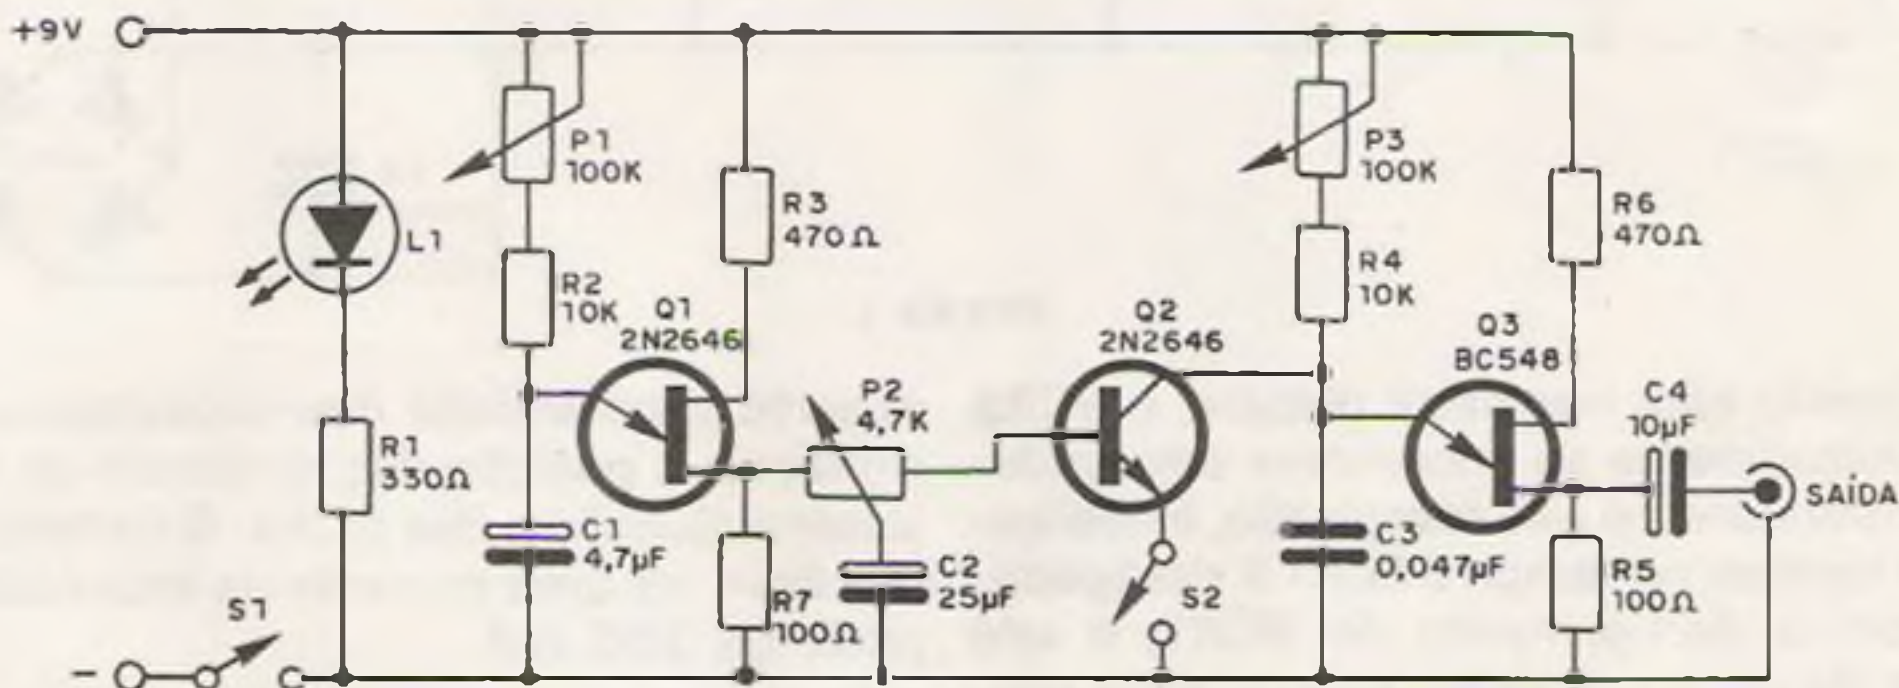 +9V
P1
100K
P3
100K
R3
470Ω
R6
470Ω
L1
R2
10K
R4
10K
Q1
2N2646
Q2
2N2646
Q3
BC548
P2
4,7K
C4
10µF
R1
330Ω
SAÍDA
C1
4,7µF
C2
25µF
C3
0,047µF
R7
100Ω
S2
R5
100Ω
S1
-